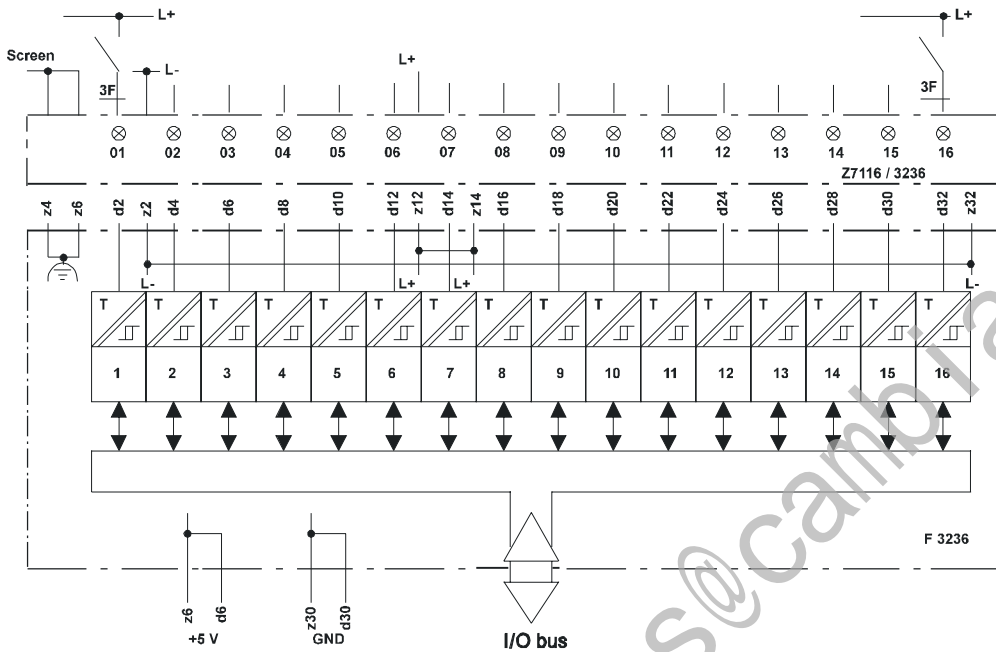 L+ L+
Screen
L- L+
3F 3F
01 02 03 04 05 06 07 08 09 10 11 12 13 14 15 16
Z7116 / 3236
z4 z6 d2 z2 d4 d6 d8 d10 d12 z12 d14 z14 d16 d18 d20 d22 d24 d26 d28 d30 d32 z32
L- L+ L+ L-
T T T T T T T T T T T T T T T T
1 2 3 4 5 6 7 8 9 10 11 12 13 14 15 16
F 3236
z6 d6 z30 d30
+5 V GND I/O bus
s@cambia